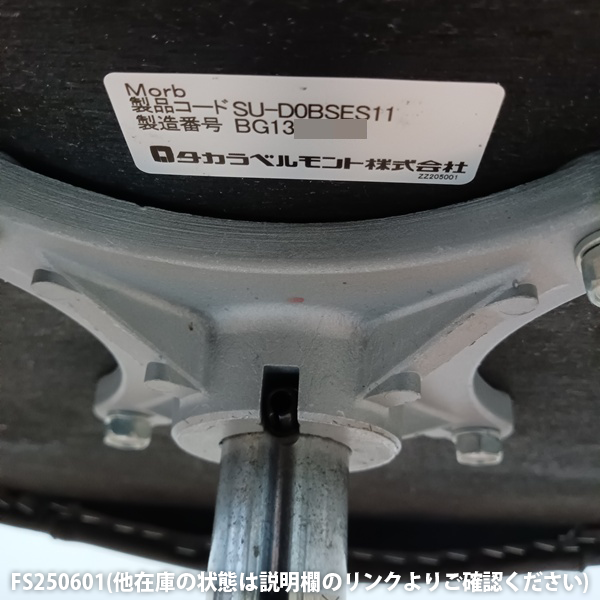 Morb
製品コード SU-D0BSES11
製造番号 BG13
タカラベルモント株式会社
ZZ205001
FS250601(他在庫の状態は説明欄のリンクよりご確認ください)